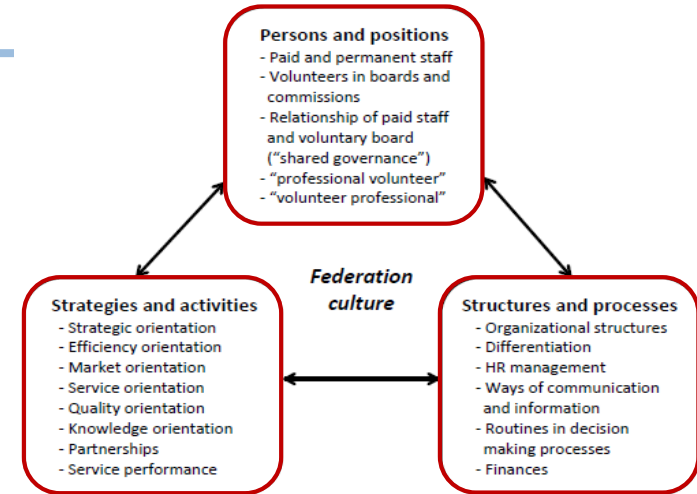 Persons and positions
- Paid and permanent staff
- Volunteers in boards and
commissions
- Relationship of paid staff
and voluntary board
(“shared governance”)
- “professional volunteer”
- “volunteer professional”
Federation
culture
Strategies and activities
- Strategic orientation
- Efficiency orientation
- Market orientation
- Service orientation
- Quality orientation
- Knowledge orientation
- Partnerships
- Service performance
Structures and processes
- Organizational structures
- Differentiation
- HR management
- Ways of communication
and information
- Routines in decision
making processes
- Finances